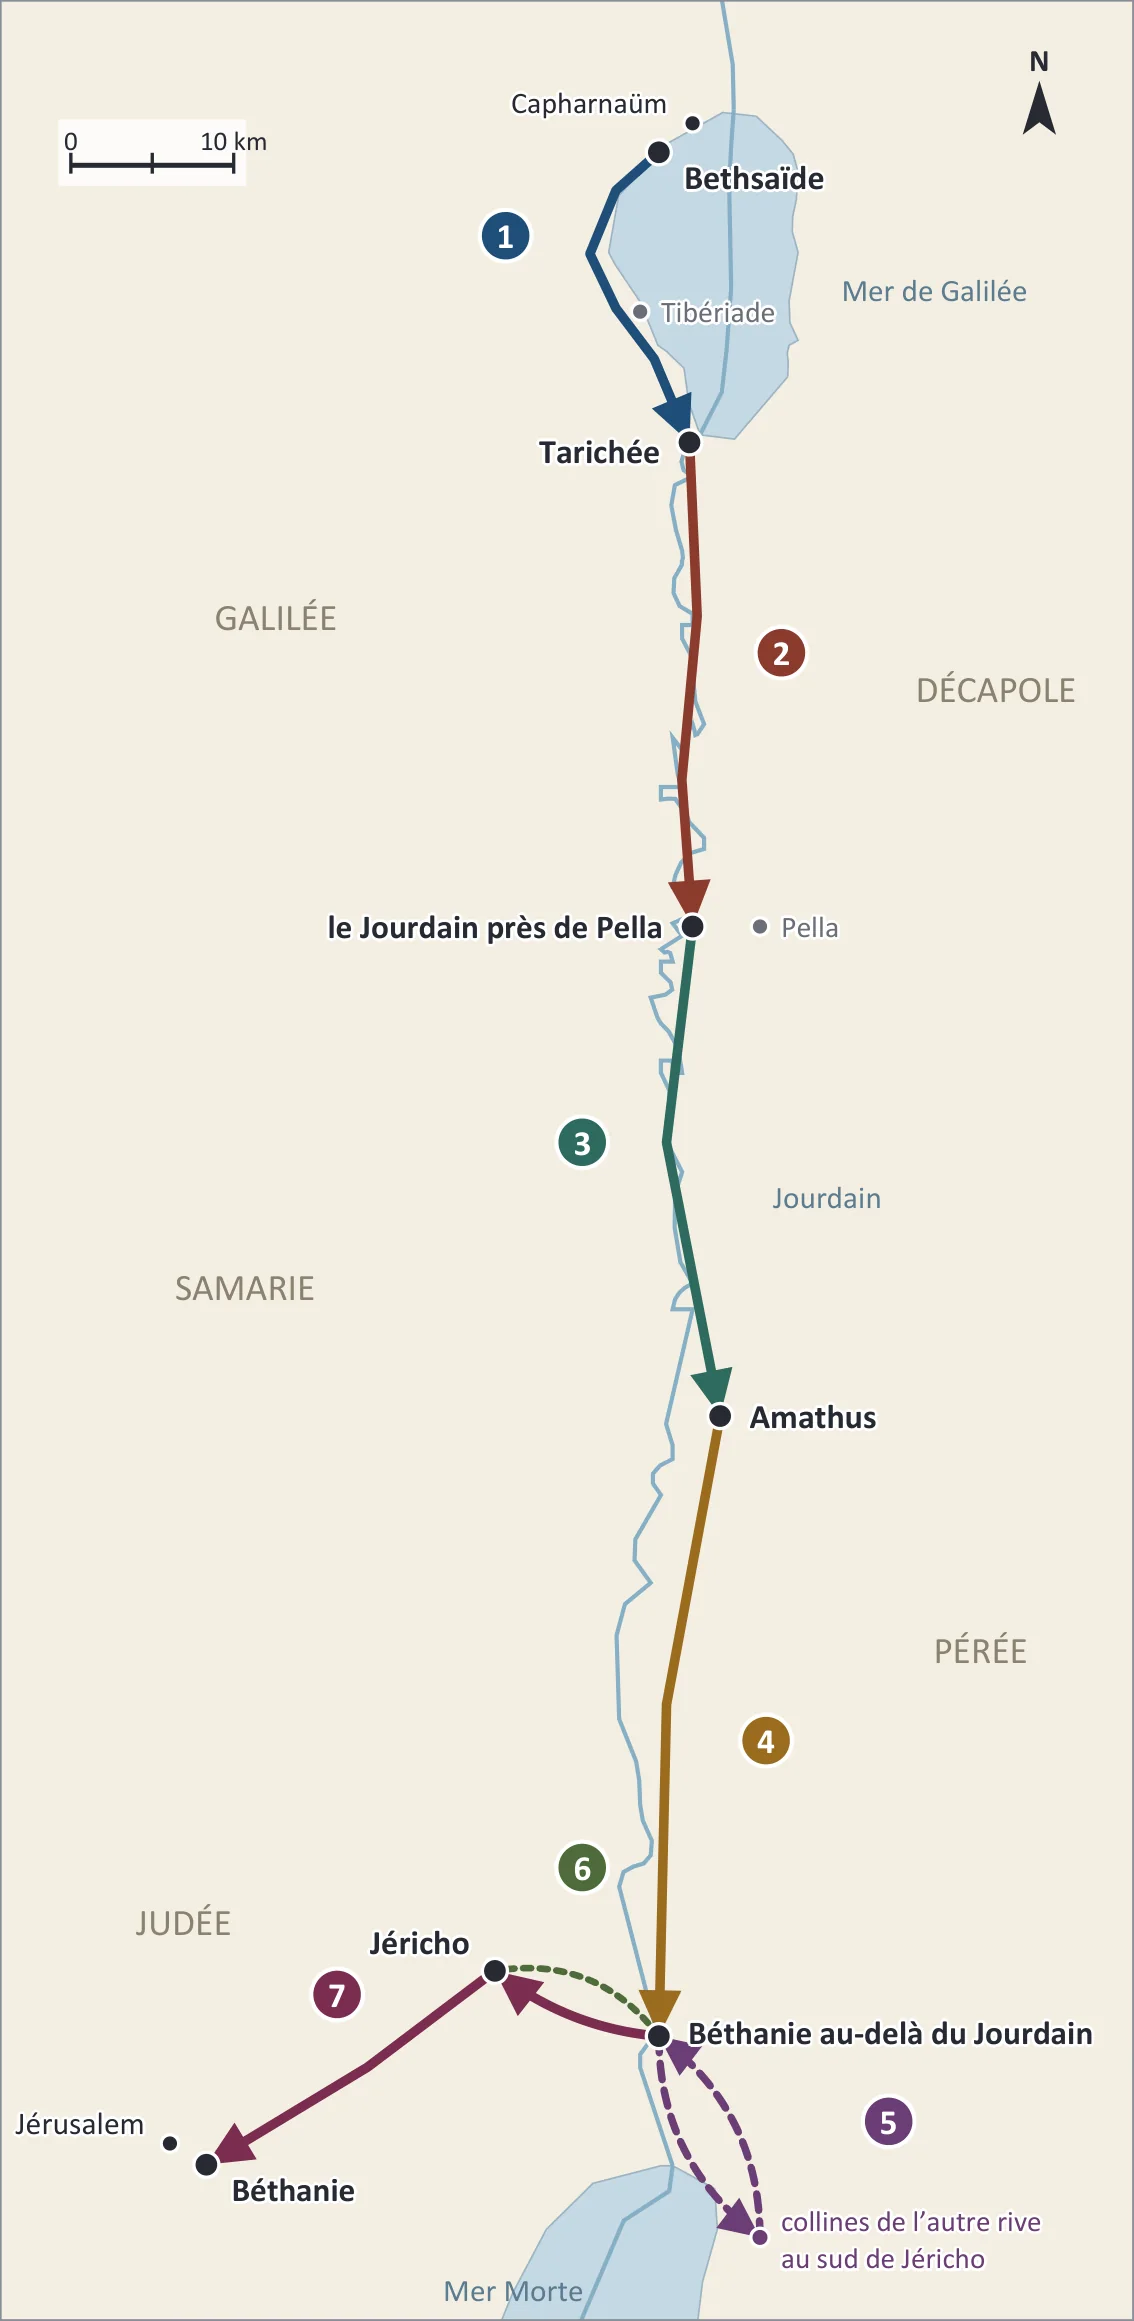 N
Capharnaüm
0 10 km
Bethsaïde
1
Mer de Galilée
Tibériade
Tarichée
GALILÉE
2
DÉCAPOLE
le Jourdain près de Pella
Pella
3
Jourdain
SAMARIE
Amathus
PÉRÉE
4
6
JUDÉE
Jéricho
7
Béthanie au-delà du Jourdain
5
Jérusalem
Béthanie
collines de l’autre rive
au sud de Jéricho
Mer Morte